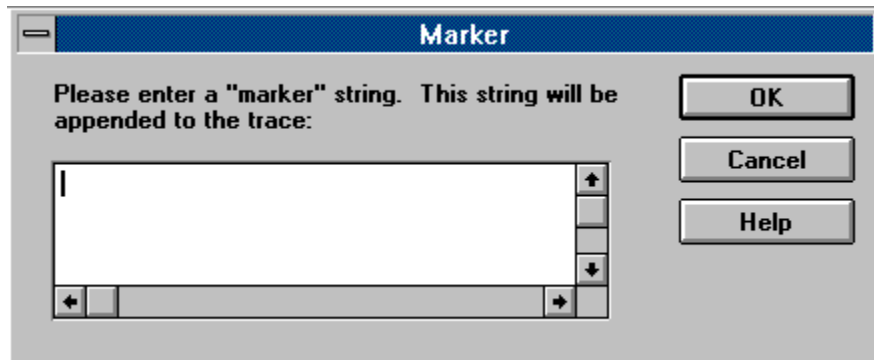 Marker
Please enter a "marker" string.  This string will be
appended to the trace:
OK
Cancel
Help